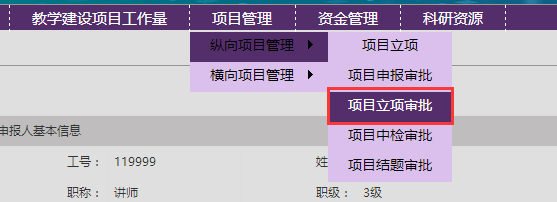 教学建设项目工作量 项目管理 资金管理 科研资源
纵向项目管理 项目立项
横向项目管理 项目申报审批
项目立项审批
申报人基本信息 项目中检审批
工号： 119999 姓 项目结题审批
职称： 讲师 职级： 3级